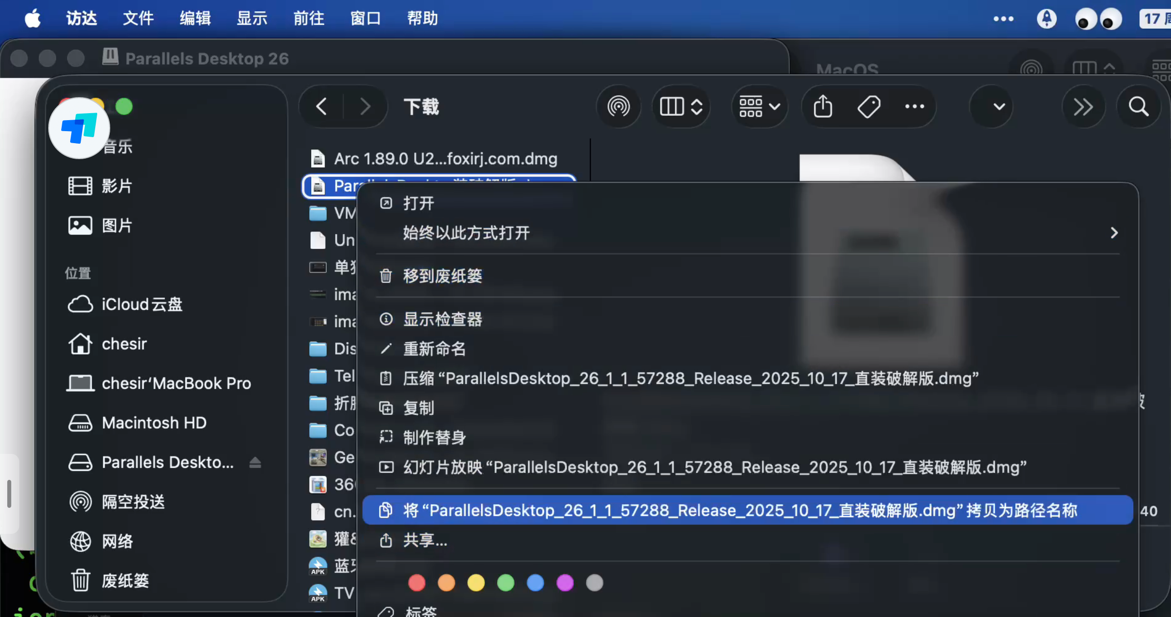 访达 文件 编辑 显示 前往 窗口 帮助
17
Parallels Desktop 26
MacOS
下载
音乐
影片
图片
位置
iCloud云盘
chesir
chesir‘MacBook Pro
Macintosh HD
Parallels Deskto...
隔空投送
网络
废纸篓
Arc 1.89.0 U2...foxirj.com.dmg
VM
Un
单
ima
ima
Dis
Tel
折
Co
Ge
360
cn.
獾
蓝牙
TV
打开
始终以此方式打开
移到废纸篓
显示检查器
重新命名
压缩 “ParallelsDesktop_26_1_1_57288_Release_2025_10_17_直装破解版.dmg”
复制
制作替身
幻灯片放映 “ParallelsDesktop_26_1_1_57288_Release_2025_10_17_直装破解版.dmg”
将 “ParallelsDesktop_26_1_1_57288_Release_2025_10_17_直装破解版.dmg” 拷贝为路径名称
40
共享...
标签